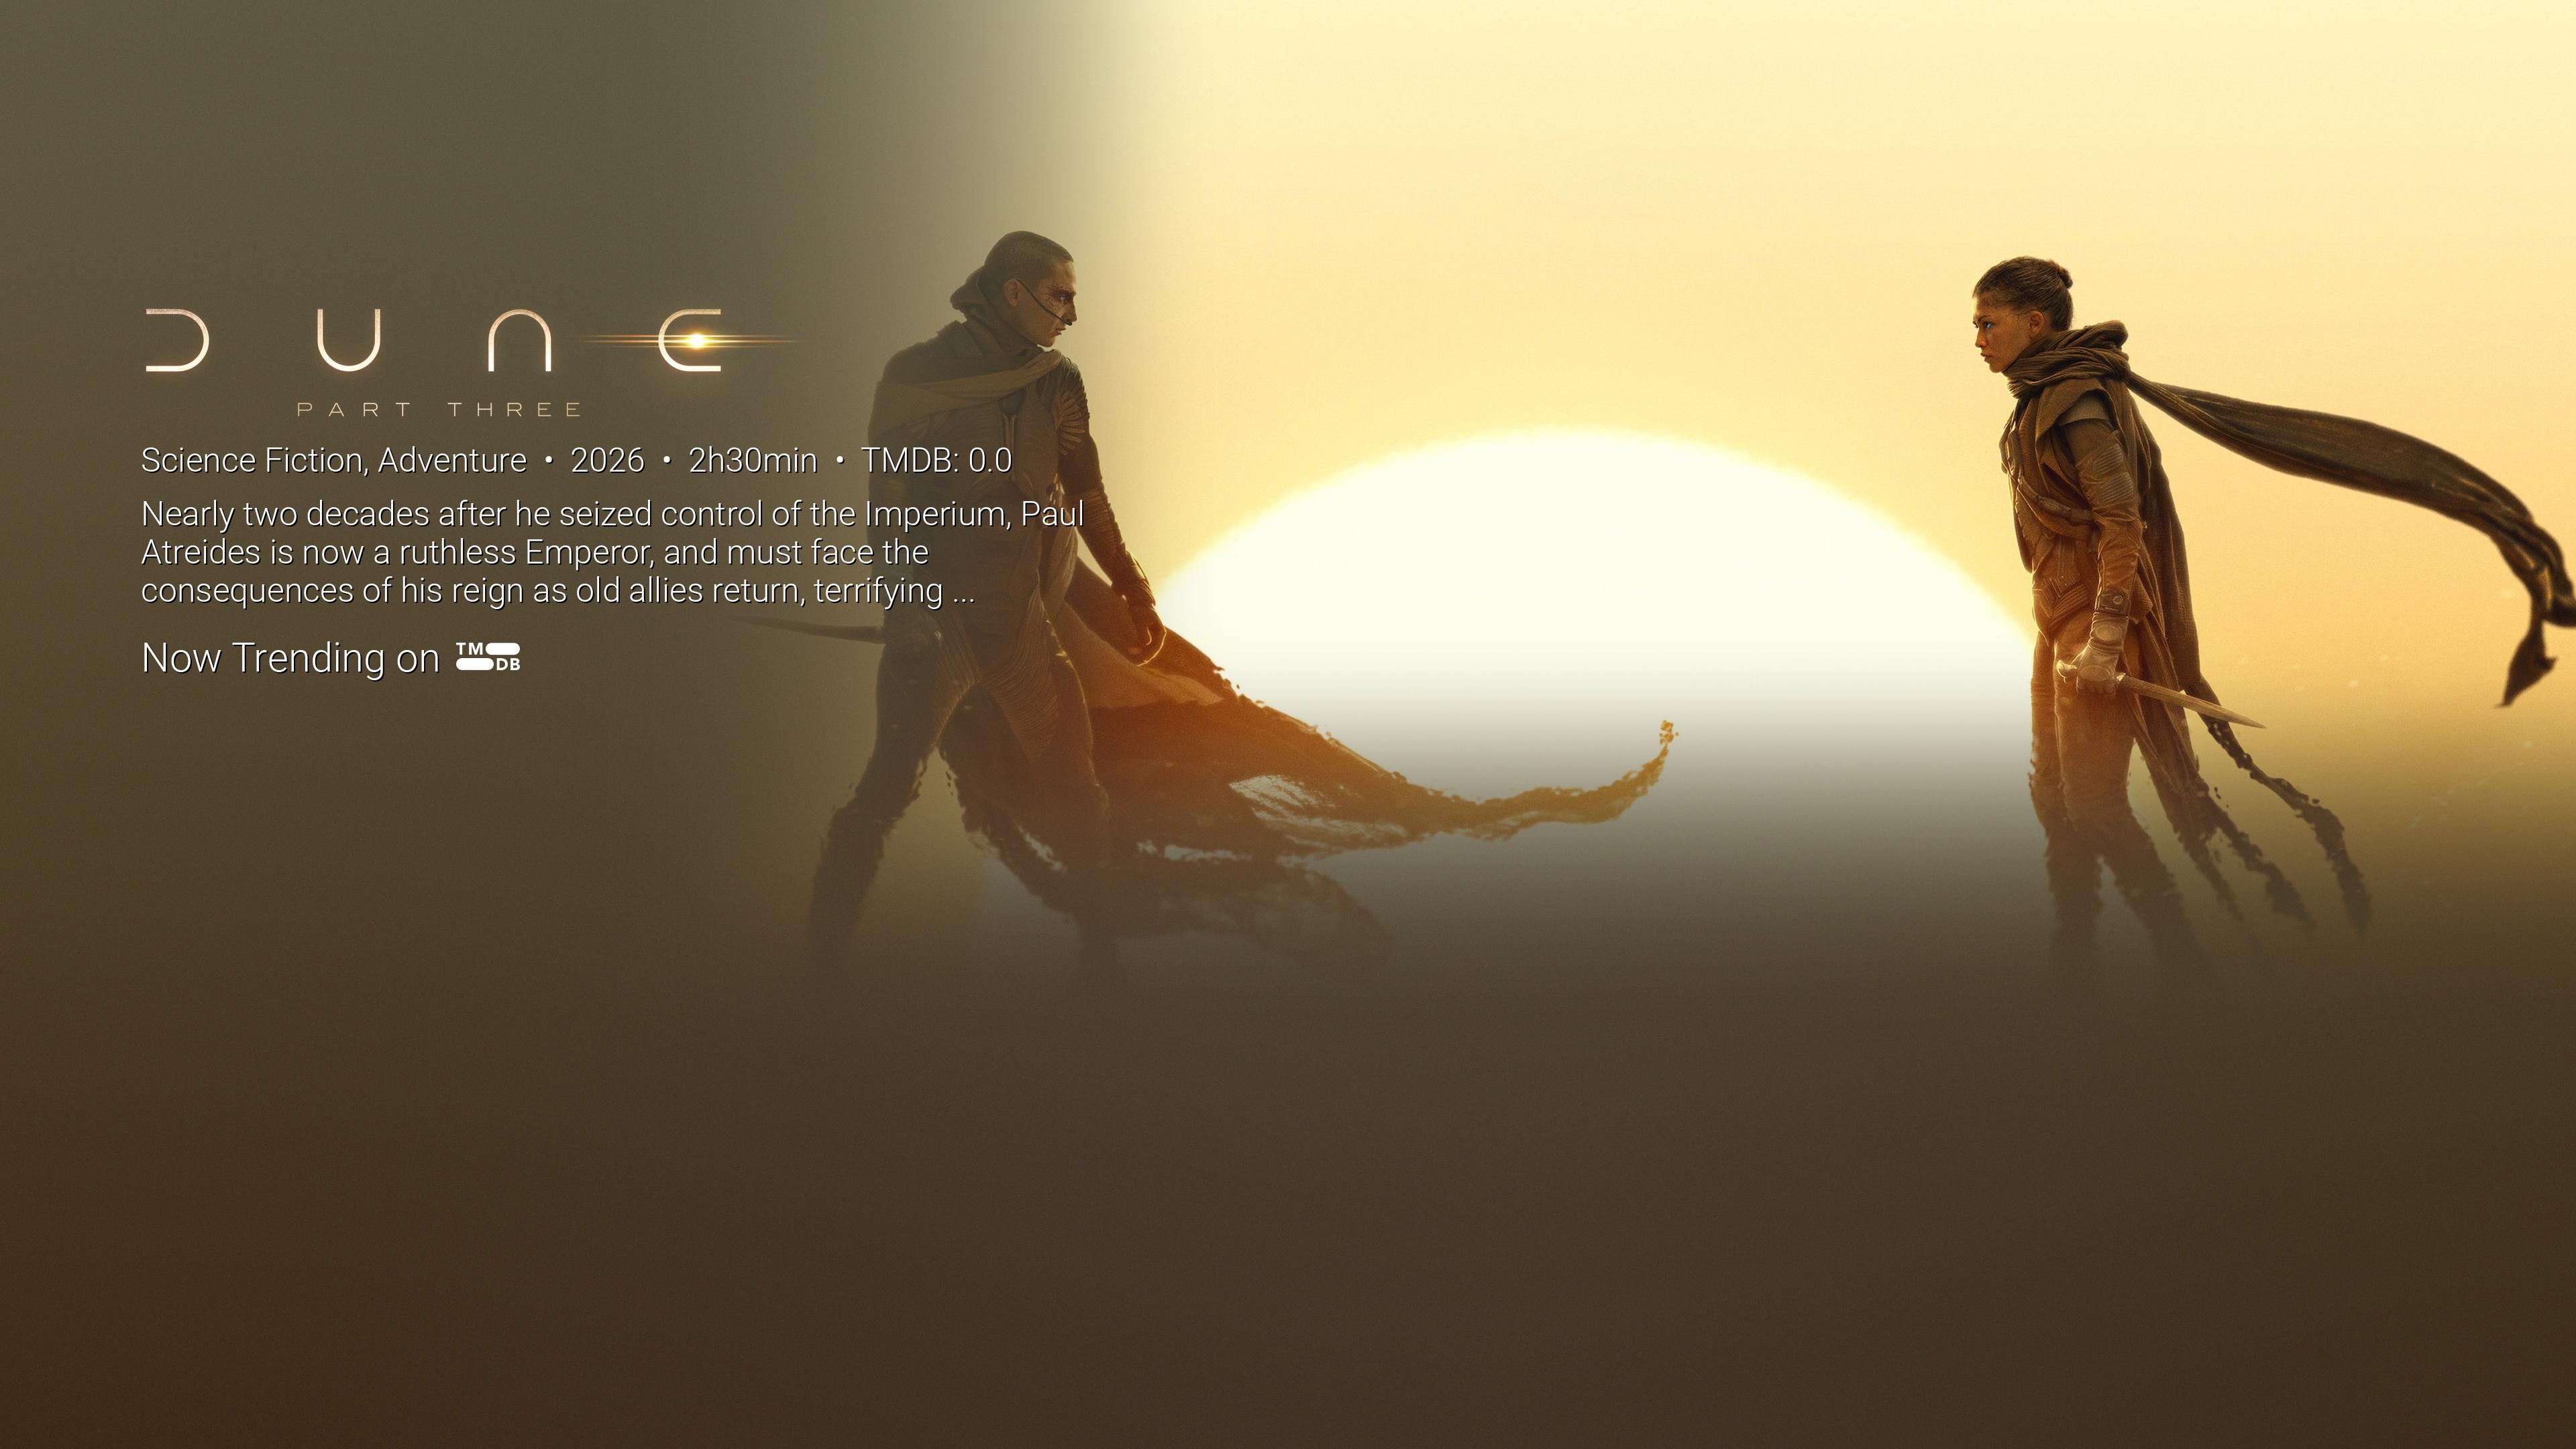 DUNE
PART THREE
Science Fiction, Adventure • 2026 • 2h30min • TMDB: 0.0
Nearly two decades after he seized control of the Imperium, Paul
Atreides is now a ruthless Emperor, and must face the
consequences of his reign as old allies return, terrifying ...
Now Trending on TMDB